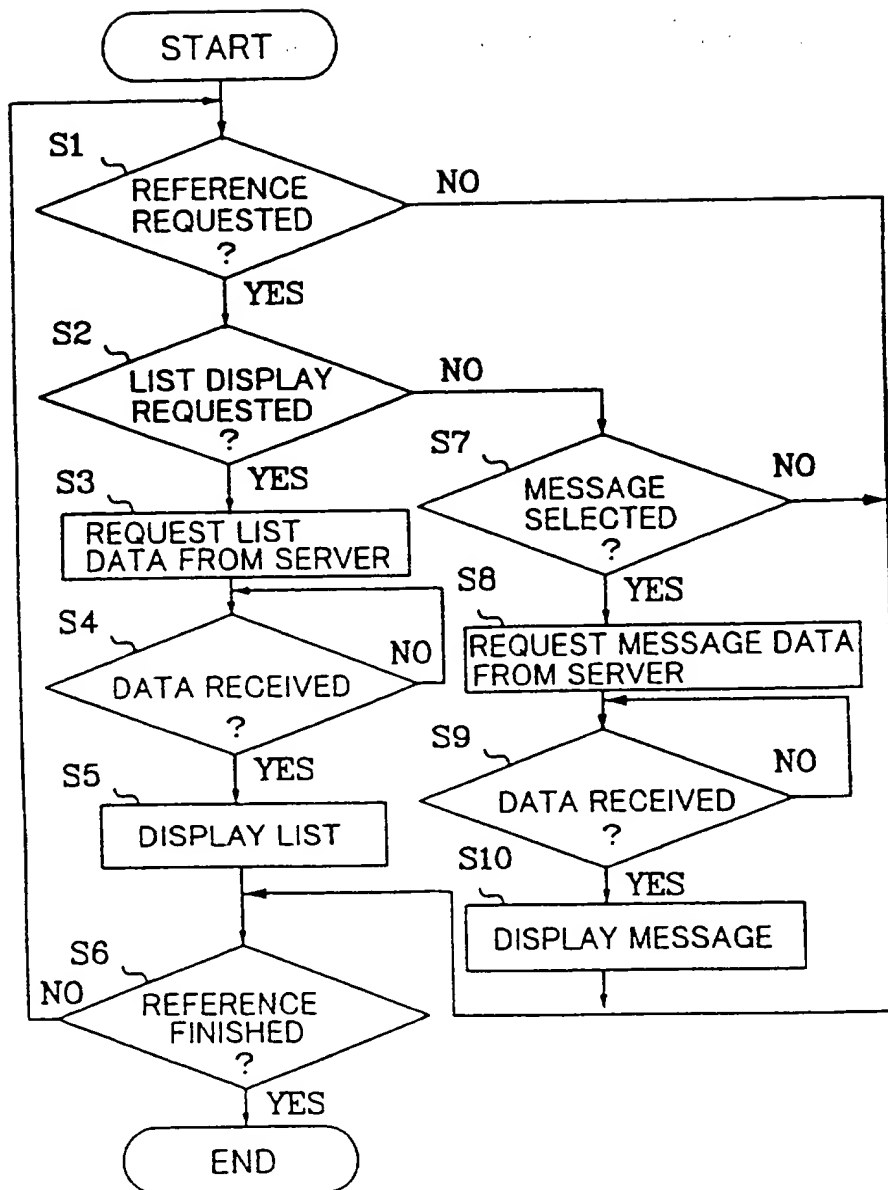 START
S1
REFERENCE
REQUESTED
?
NO
YES
S2
LIST DISPLAY
REQUESTED
?
NO
YES
S3
REQUEST LIST
DATA FROM SERVER
S4
DATA RECEIVED
?
NO
YES
S5
DISPLAY LIST
S6
REFERENCE
FINISHED
?
NO
YES
END
S7
MESSAGE
SELECTED
?
NO
YES
S8
REQUEST MESSAGE DATA
FROM SERVER
S9
DATA RECEIVED
?
NO
YES
S10
DISPLAY MESSAGE